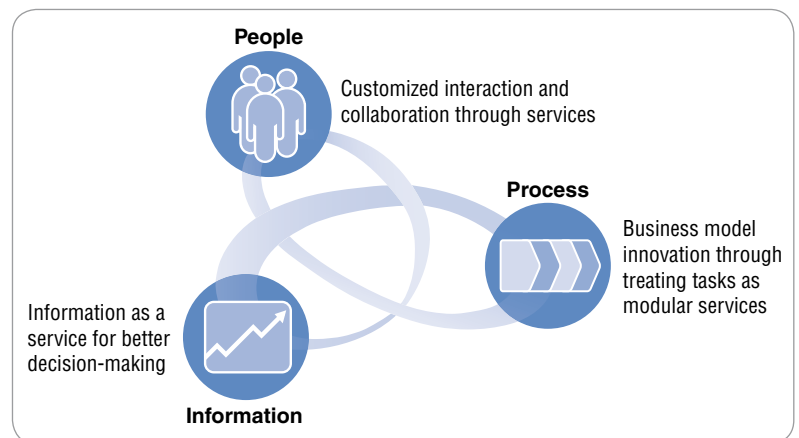 People
Customized interaction and
collaboration through services
Process
Business model
innovation through
treating tasks as
modular services
Information as a
service for better
decision-making
Information